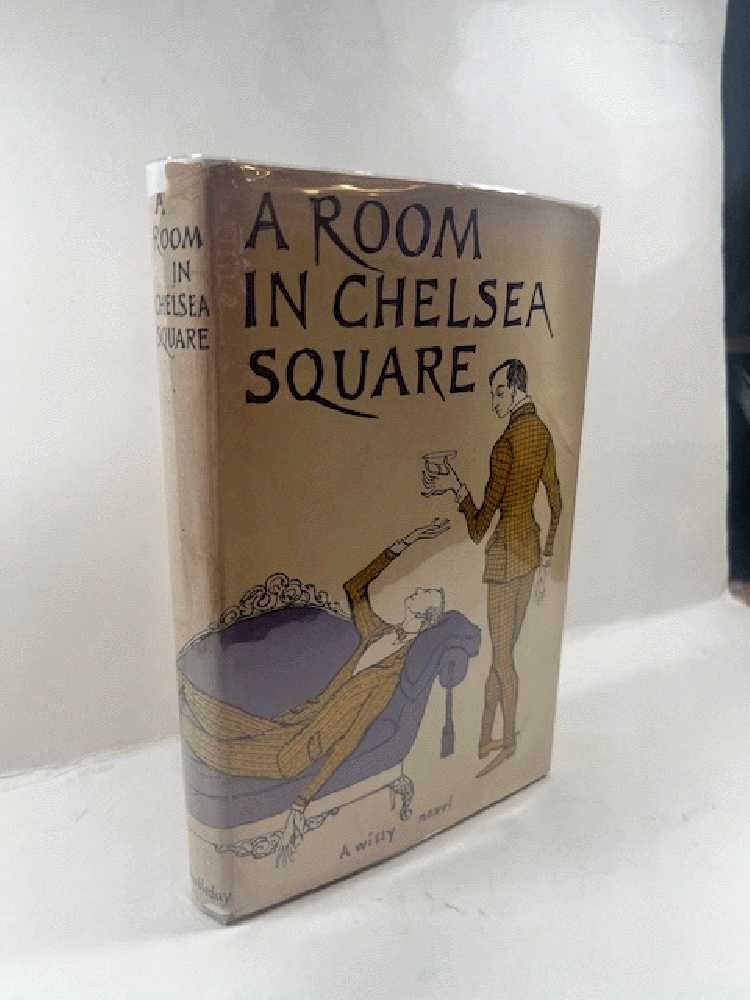 A
ROOM
IN
CHELSEA
SQUARE
A ROOM
IN CHELSEA
SQUARE
A witty novel